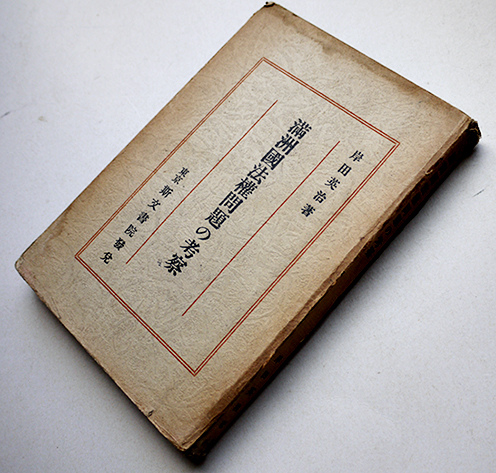 岸田英治著
滿洲國法權問題の考察
東京 斯文書院發兌